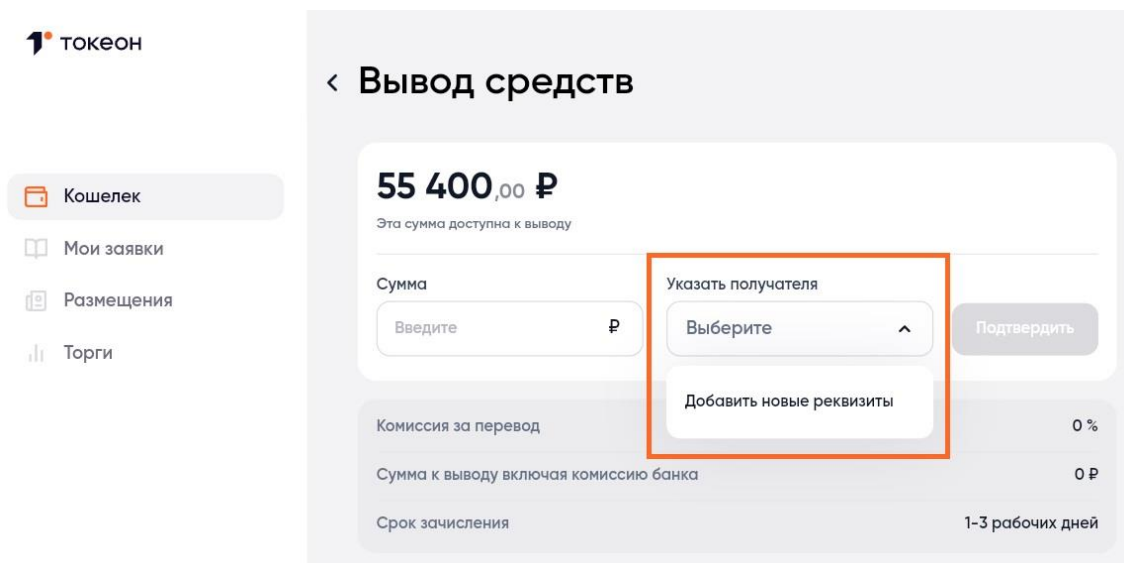 токеон
Вывод средств
Кошелек
Мои заявки
Размещения
Торги
55 400,00 ₽
Эта сумма доступна к выводу
Сумма
Введите ₽
Указать получателя
Выберите
Подтвердить
Добавить новые реквизиты
Комиссия за перевод 0 %
Сумма к выводу включая комиссию банка 0 ₽
Срок зачисления 1-3 рабочих дней